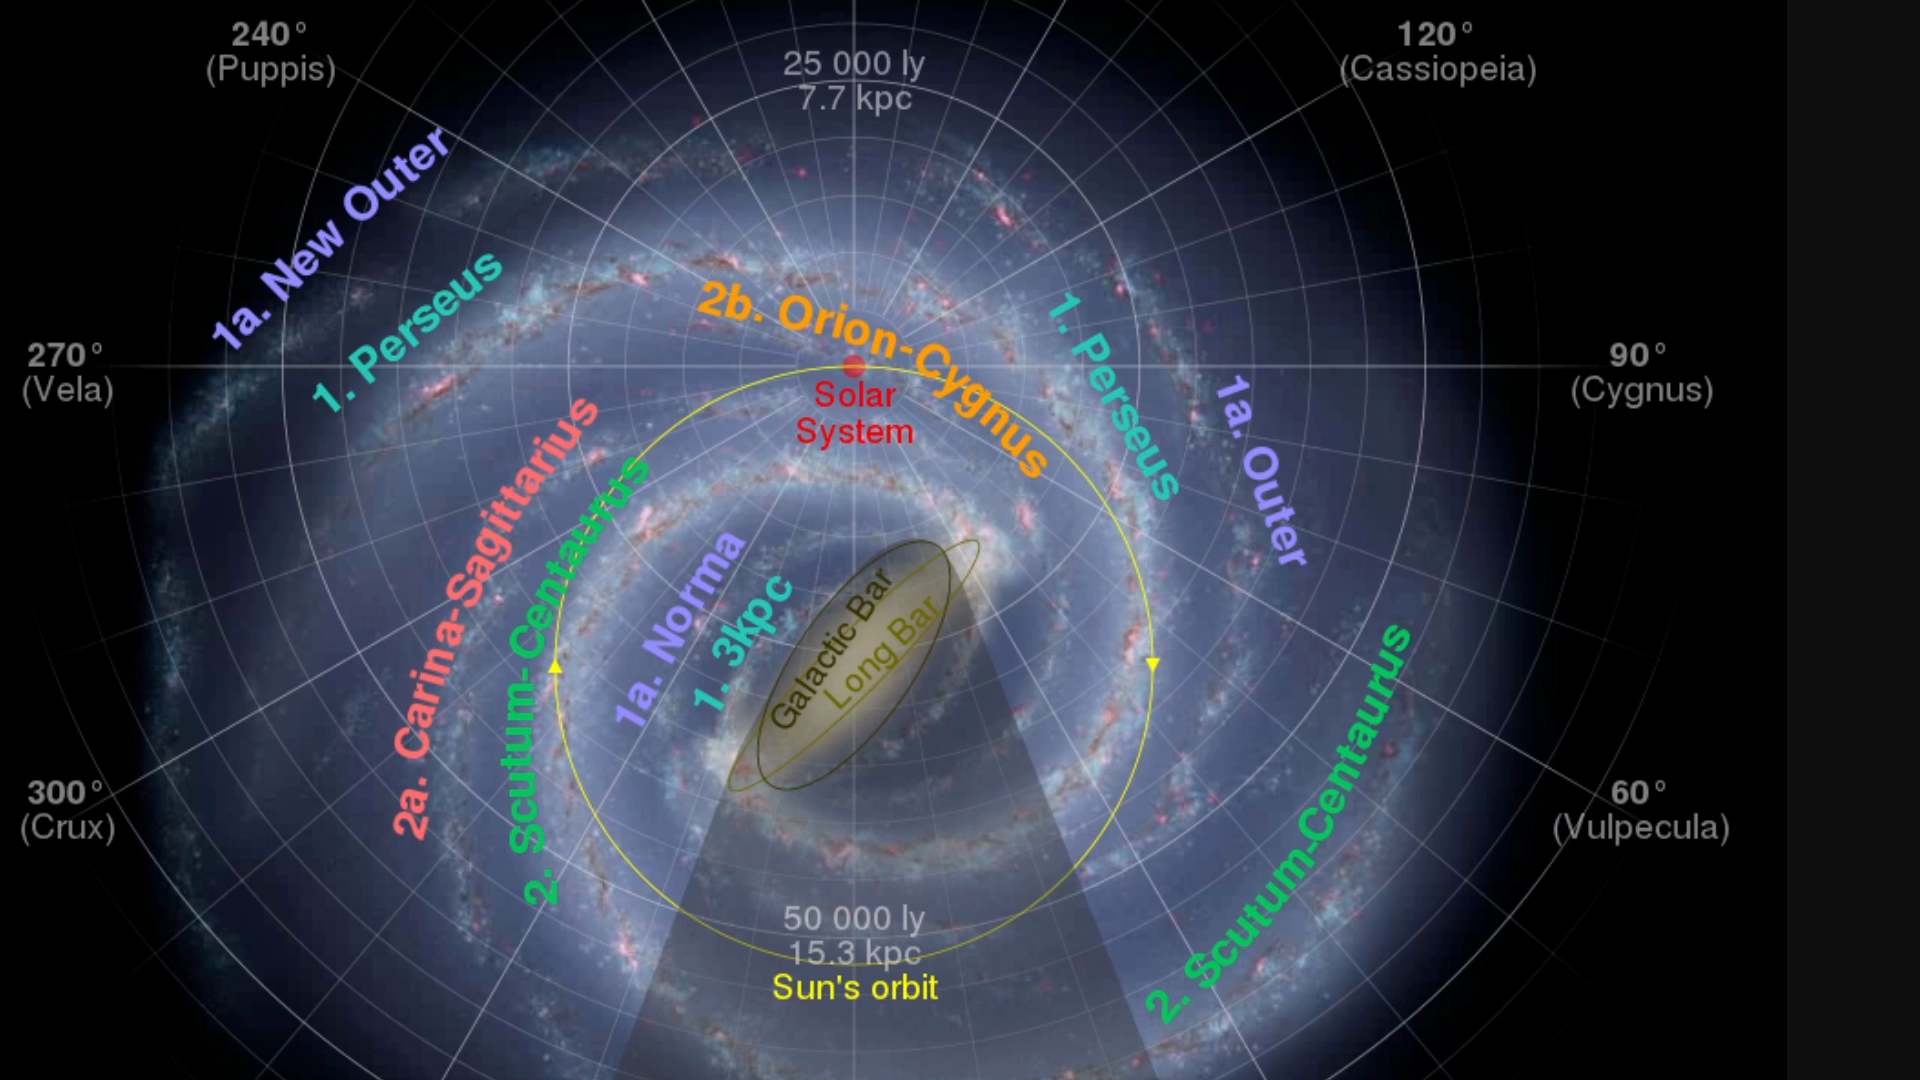 240°
(Puppis)
25 000 ly
7.7 kpc
120°
(Cassiopeia)
1a. New Outer
1. Perseus
2b. Orion-Cygnus
1. Perseus
270°
(Vela)
Solar
System
90°
(Cygnus)
1a. Outer
2a. Carina-Sagittarius
2. Scutum-Centaurus
1a. Norma
1. 3kpc
Galactic Bar
Long Bar
2. Scutum-Centaurus
300°
(Crux)
60°
(Vulpecula)
50 000 ly
15.3 kpc
Sun's orbit